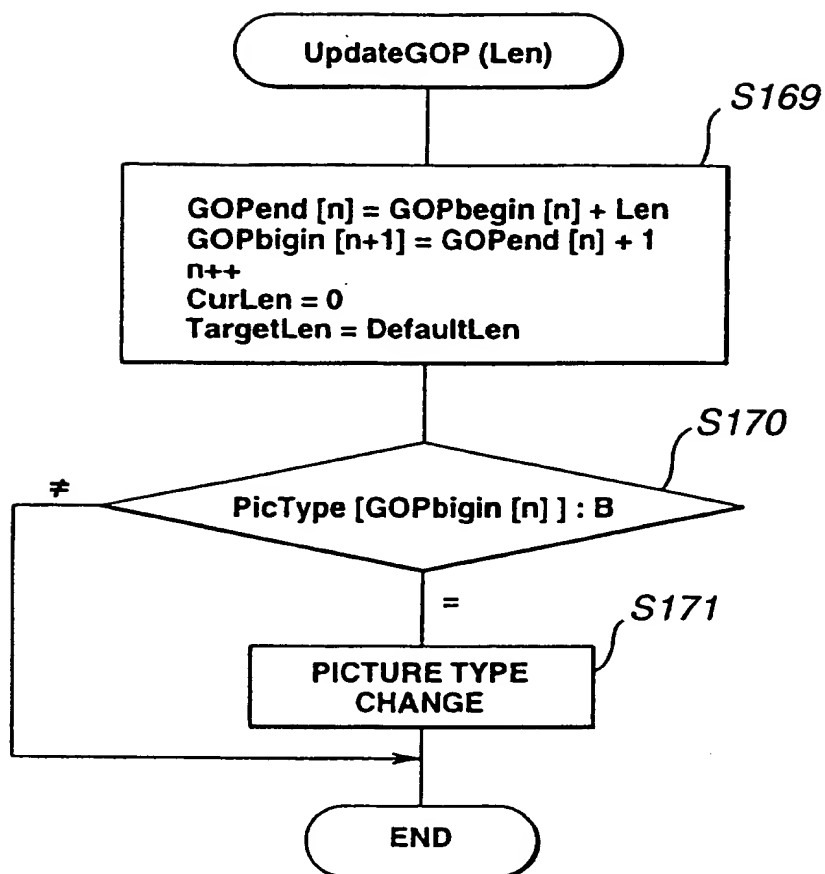 UpdateGOP (Len)
S169
GOPend [n] = GOPbegin [n] + Len
GOPbigin [n+1] = GOPend [n] + 1
n++
CurLen = 0
TargetLen = DefaultLen
S170
≠
PicType [GOPbigin [n] ] : B
=
S171
PICTURE TYPE
CHANGE
END